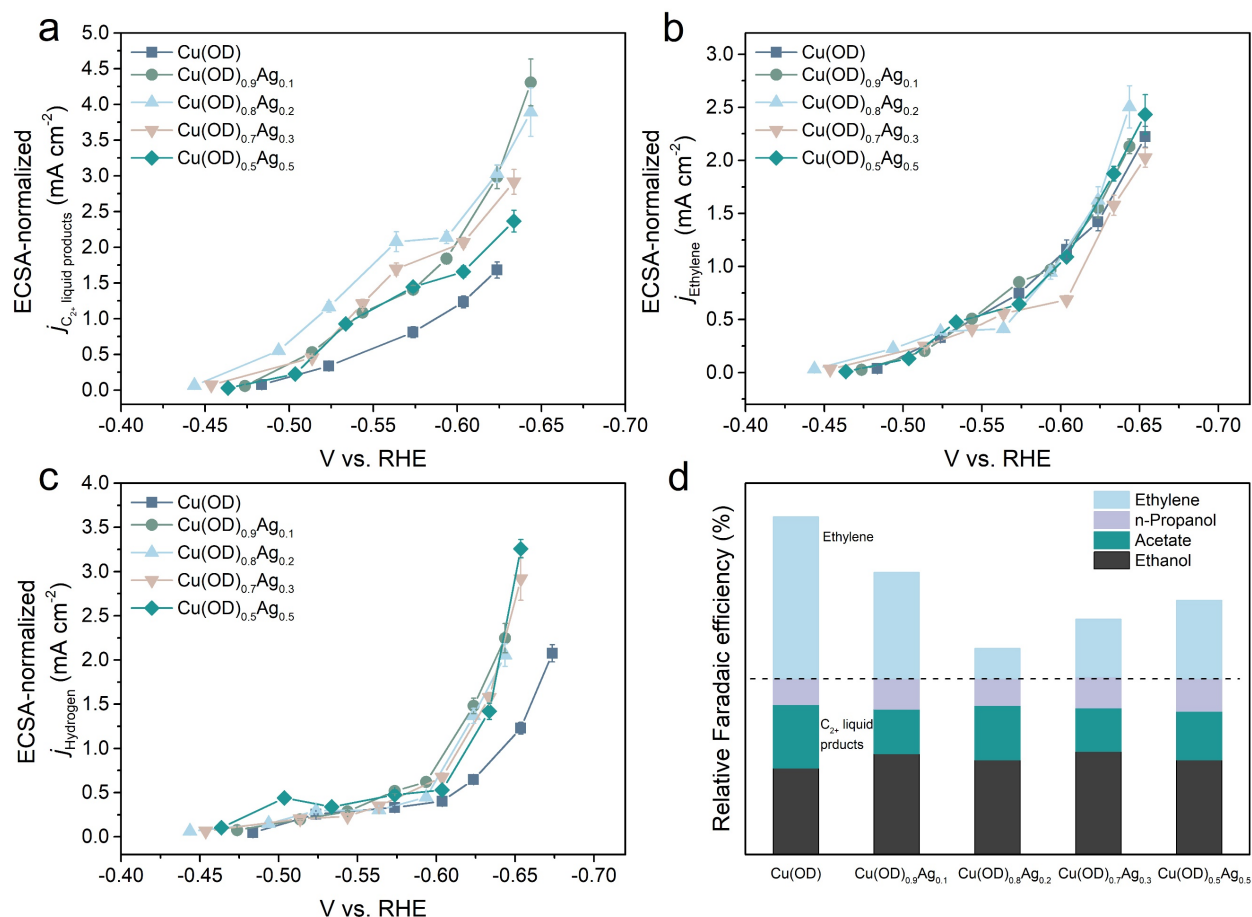 a
ECSA-normalized
j C2+ liquid products (mA cm-2)
5.0
4.5
4.0
3.5
3.0
2.5
2.0
1.5
1.0
0.5
0.0
Cu(OD)
Cu(OD)0.9Ag0.1
Cu(OD)0.8Ag0.2
Cu(OD)0.7Ag0.3
Cu(OD)0.5Ag0.5
-0.40 -0.45 -0.50 -0.55 -0.60 -0.65 -0.70
V vs. RHE
b
ECSA-normalized
jEthylene (mA cm-2)
3.0
2.5
2.0
1.5
1.0
0.5
0.0
Cu(OD)
Cu(OD)0.9Ag0.1
Cu(OD)0.8Ag0.2
Cu(OD)0.7Ag0.3
Cu(OD)0.5Ag0.5
-0.40 -0.45 -0.50 -0.55 -0.60 -0.65 -0.70
V vs. RHE
c
ECSA-normalized
jHydrogen (mA cm-2)
4.0
3.5
3.0
2.5
2.0
1.5
1.0
0.5
0.0
Cu(OD)
Cu(OD)0.9Ag0.1
Cu(OD)0.8Ag0.2
Cu(OD)0.7Ag0.3
Cu(OD)0.5Ag0.5
-0.40 -0.45 -0.50 -0.55 -0.60 -0.65 -0.70
V vs. RHE
d
Relative Faradaic efficiency (%)
Ethylene
n-Propanol
Acetate
Ethanol
Ethylene
C2+ liquid
prducts
Cu(OD) Cu(OD)0.9Ag0.1 Cu(OD)0.8Ag0.2 Cu(OD)0.7Ag0.3 Cu(OD)0.5Ag0.5